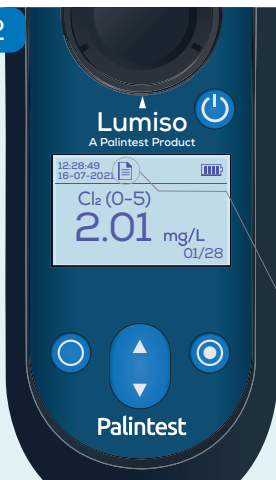 2
Lumiso
A Palintest Product
12:28:49
16-07-2021
Cl₂ (0-5)
2.01 mg/L
01/28
Palintest